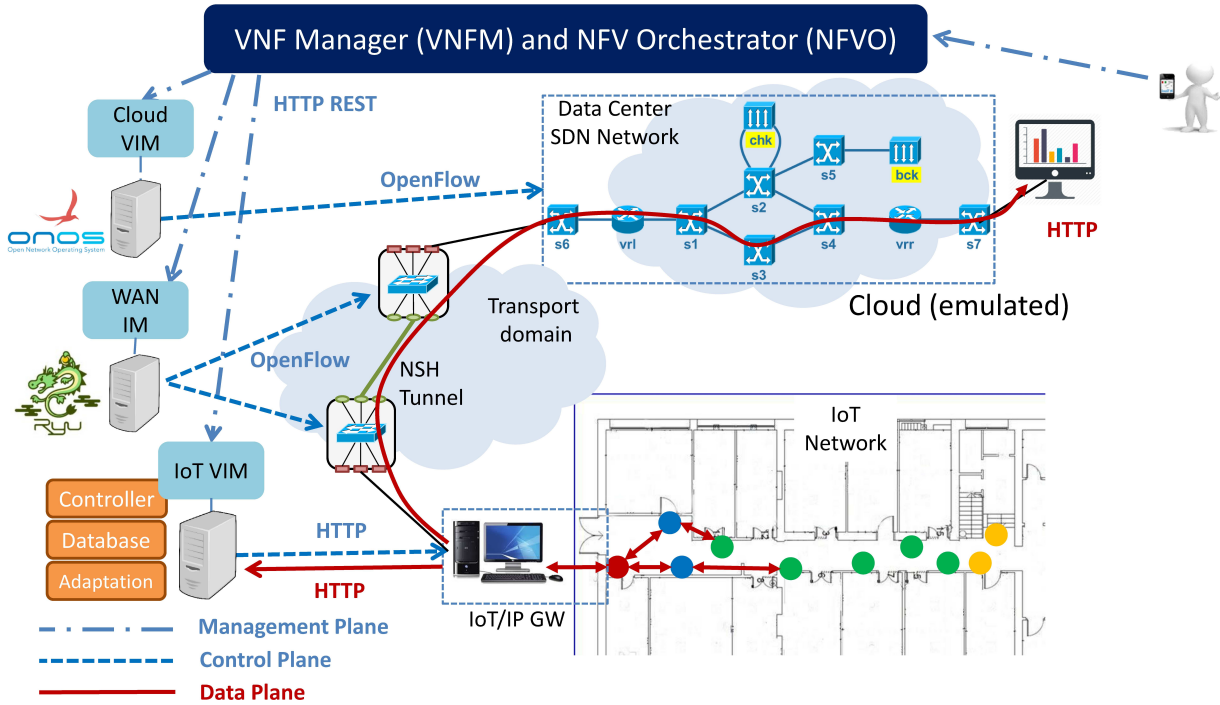 VNF Manager (VNFM) and NFV Orchestrator (NFVO)
HTTP REST
Cloud
VIM
Data Center
SDN Network
chk
s5
bck
s2
OpenFlow
onos
Open Network Operating System
s6
vrl
s1
s4
vrr
s7
s3
HTTP
Cloud (emulated)
WAN
IM
Transport
domain
OpenFlow
NSH
Tunnel
Ryu
IoT
Network
IoT VIM
Controller
Database
Adaptation
HTTP
HTTP
IoT/IP GW
Management Plane
Control Plane
Data Plane